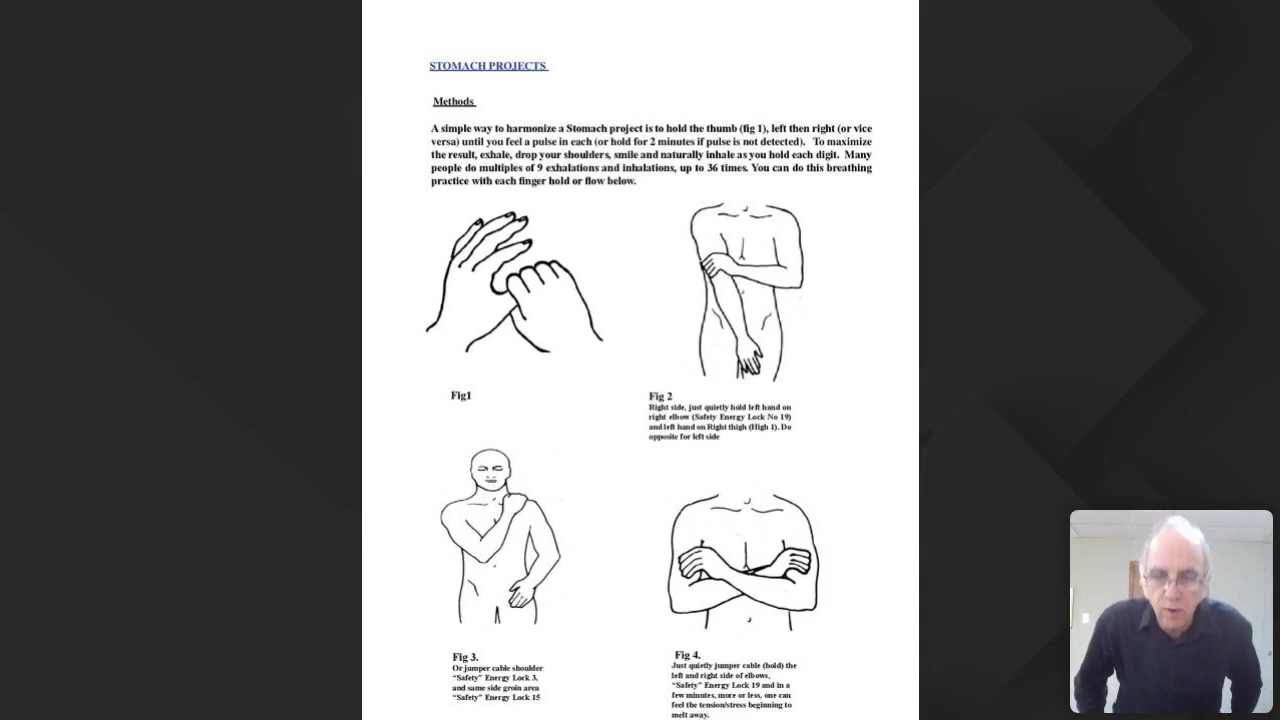 STOMACH PROJECTS
Methods
A simple way to harmonize a Stomach project is to hold the thumb (fig 1), left then right (or vice
versa) until you feel a pulse in each (or hold for 2 minutes if pulse is not detected). To maximize
the result, exhale, drop your shoulders, smile and naturally inhale as you hold each digit. Many
people do multiples of 9 exhalations and inhalations, up to 36 times. You can do this breathing
practice with each finger hold or flow below.
Fig1
Fig 2
Right side, just quietly hold left hand on
right elbow (Safety Energy Lock No 19)
and left hand on Right thigh (High 1). Do
opposite for left side
Fig 3.
Or jumper cable shoulder
“Safety” Energy Lock 3,
and same side groin area
“Safety” Energy Lock 15
Fig 4.
Just quietly jumper cable (hold) the
left and right side of elbows,
“Safety” Energy Lock 19 and in a
few minutes, more or less, one can
feel the tension/stress beginning to
melt away.